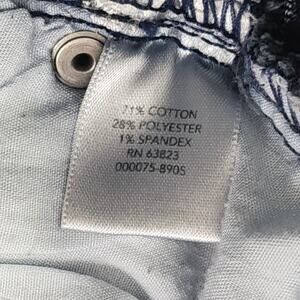 71% COTTON
28% POLYESTER
1% SPANDEX
RN 63823
000075-8905